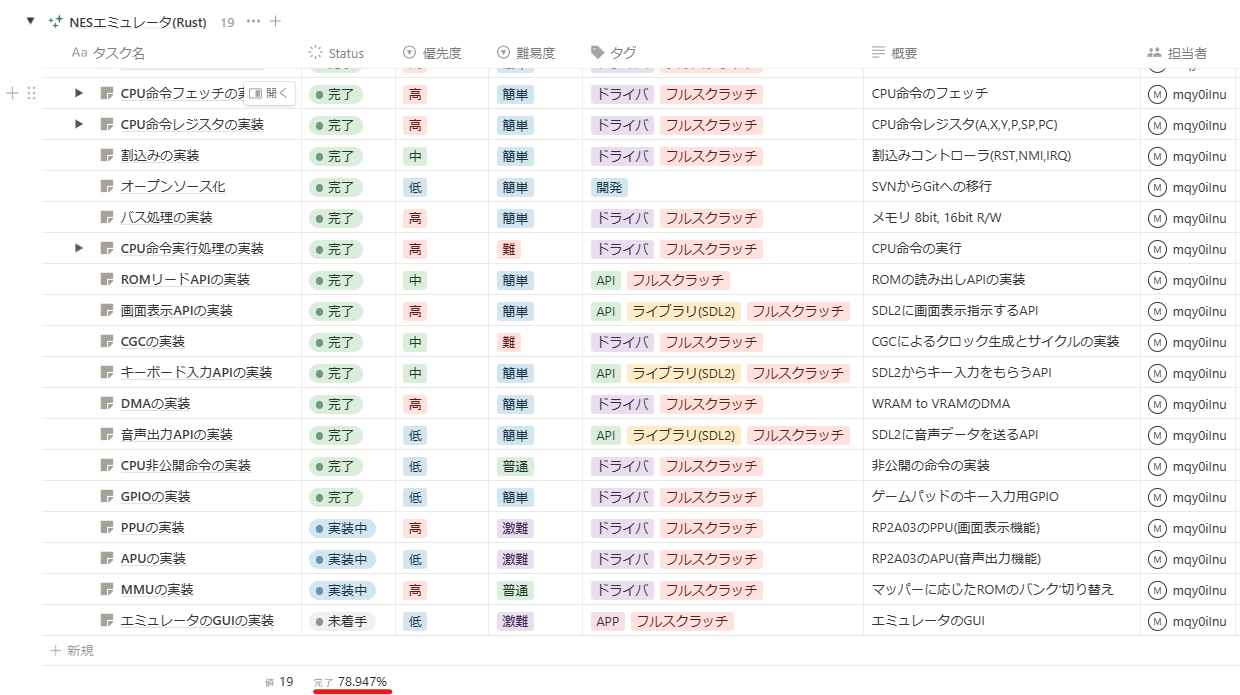 NESエミュレータ(Rust) 19
Aa タスク名 Status 優先度 難易度 タグ 概要 担当者
CPU命令フェッチの実 開く 完了 高 簡単 ドライバ フルスクラッチ CPU命令のフェッチ M mqy0ilnu
CPU命令レジスタの実装 完了 高 簡単 ドライバ フルスクラッチ CPU命令レジスタ(A,X,Y,P,SP,PC) M mqy0ilnu
割込みの実装 完了 中 簡単 ドライバ フルスクラッチ 割込みコントローラ(RST,NMI,IRQ) M mqy0ilnu
オープンソース化 完了 低 簡単 開発 SVNからGitへの移行 M mqy0ilnu
バス処理の実装 完了 高 簡単 ドライバ フルスクラッチ メモリ 8bit, 16bit R/W M mqy0ilnu
CPU命令実行処理の実装 完了 高 難 ドライバ フルスクラッチ CPU命令の実行 M mqy0ilnu
ROMリードAPIの実装 完了 中 簡単 API フルスクラッチ ROMの読み出しAPIの実装 M mqy0ilnu
画面表示APIの実装 完了 高 簡単 API ライブラリ(SDL2) フルスクラッチ SDL2に画面表示指示するAPI M mqy0ilnu
CGCの実装 完了 中 難 ドライバ フルスクラッチ CGCによるクロック生成とサイクルの実装 M mqy0ilnu
キーボード入力APIの実装 完了 中 簡単 API ライブラリ(SDL2) フルスクラッチ SDL2からキー入力をもらうAPI M mqy0ilnu
DMAの実装 完了 高 簡単 ドライバ フルスクラッチ WRAM to VRAMのDMA M mqy0ilnu
音声出力APIの実装 完了 低 簡単 API ライブラリ(SDL2) フルスクラッチ SDL2に音声データを送るAPI M mqy0ilnu
CPU非公開命令の実装 完了 低 普通 ドライバ フルスクラッチ 非公開の命令の実装 M mqy0ilnu
GPIOの実装 完了 低 簡単 ドライバ フルスクラッチ ゲームパッドのキー入力用GPIO M mqy0ilnu
PPUの実装 実装中 高 激難 ドライバ フルスクラッチ RP2A03のPPU(画面表示機能) M mqy0ilnu
APUの実装 実装中 低 激難 ドライバ フルスクラッチ RP2A03のAPU(音声出力機能) M mqy0ilnu
MMUの実装 実装中 高 普通 ドライバ フルスクラッチ マッパーに応じたROMのバンク切り替え M mqy0ilnu
エミュレータのGUIの実装 未着手 低 激難 APP フルスクラッチ エミュレータのGUI M mqy0ilnu
新規
値 19 完了 78.947%